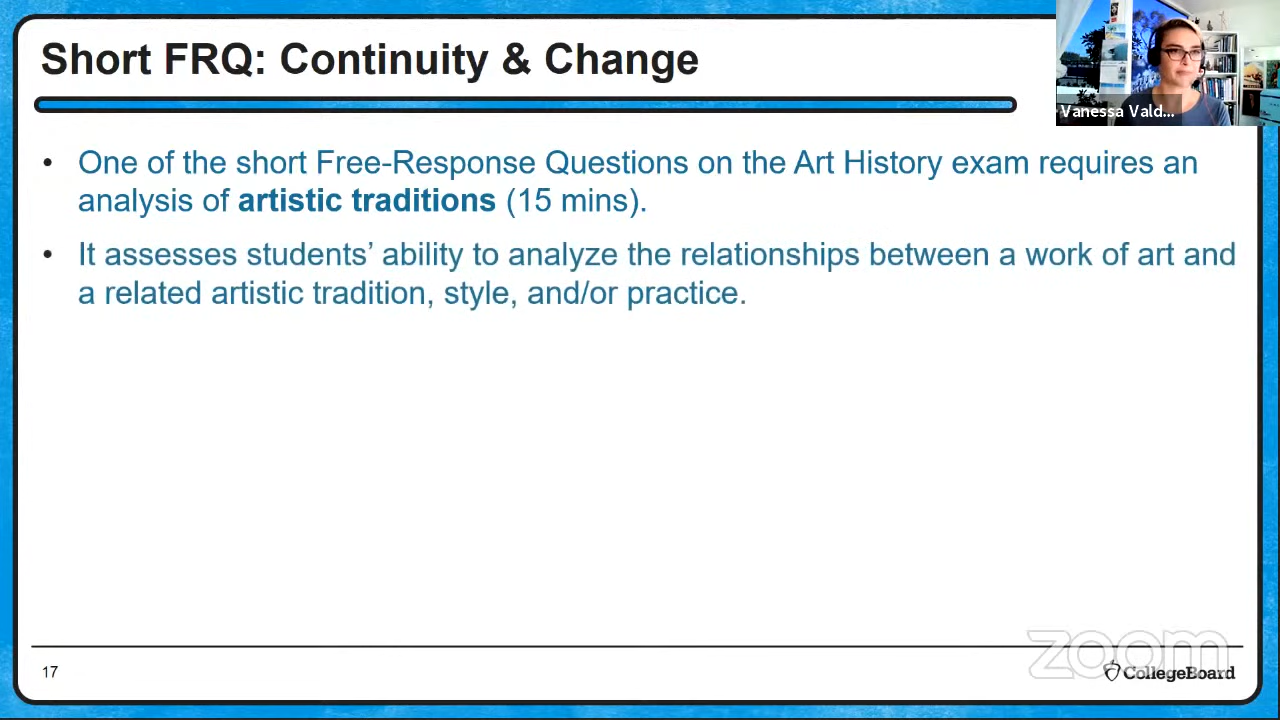 Short FRQ: Continuity & Change
Vanessa Vald...
• One of the short Free-Response Questions on the Art History exam requires an
analysis of artistic traditions (15 mins).
• It assesses students’ ability to analyze the relationships between a work of art and
a related artistic tradition, style, and/or practice.
zoom
17
CollegeBoard